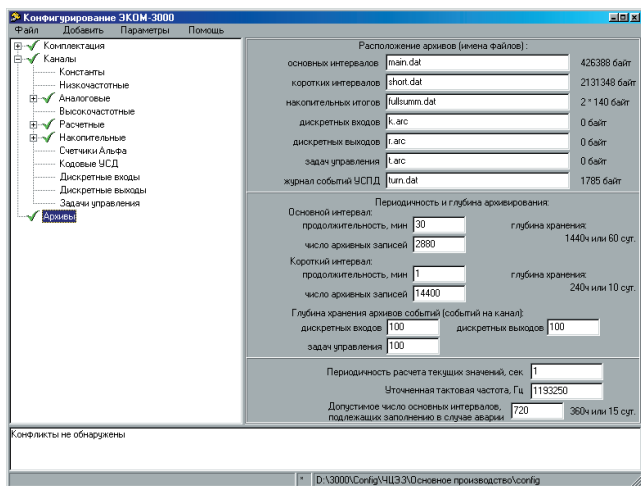 Конфигурирование ЭКОМ-3000
Файл Добавить Параметры Помощь
Комплектация
Каналы
Константы
Низкочастотные
Аналоговые
Высокочастотные
Расчетные
Накопительные
Счетчики Альфа
Кодовые УСД
Дискретные входы
Дискретные выходы
Задачи управления
Архивы
Расположение архивов (имена файлов) :
основных интервалов main.dat 426388 байт
коротких интервалов short.dat 2131348 байт
накопительных итогов fullsumm.dat 2 * 140 байт
дискретных входов k.arc 0 байт
дискретных выходов r.arc 0 байт
задач управления t.arc 0 байт
журнал событий УСПД turn.dat 1785 байт
Периодичность и глубина архивирования:
Основной интервал:
продолжительность, мин 30 глубина хранения:
число архивных записей 2880 1440ч или 60 сут.
Короткий интервал:
продолжительность, мин 1 глубина хранения:
число архивных записей 14400 240ч или 10 сут.
Глубина хранения архивов событий (событий на канал):
дискретных входов 100 дискретных выходов 100
задач управления 100
Периодичность расчета текущих значений, сек 1
Уточненная тактовая частота, Гц 1193250
Допустимое число основных интервалов,
подлежащих заполнению в случае аварии 720 360ч или 15 сут.
Конфликты не обнаружены
* D:\3000\Config\ЧЦЭЗ\Основное производство\config